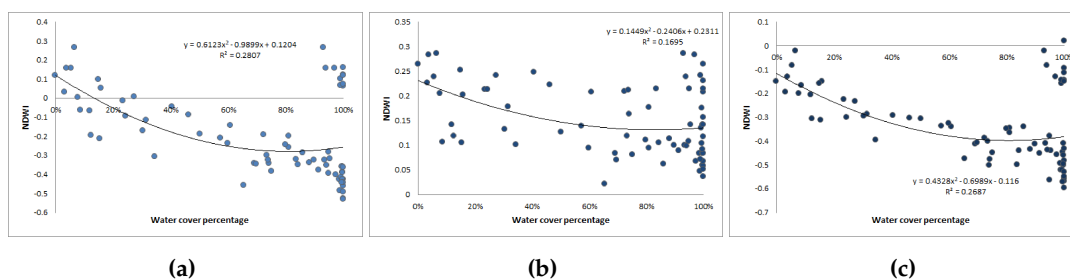 0.4
0.3
0.2
0.1
0
-0.1
-0.2
-0.3
-0.4
-0.5
-0.6
NDWI
0% 20% 40% 60% 80% 100%
Water cover percentage
y = 0.6123x² - 0.9899x + 0.1204
R² = 0.2807
(a)
0.35
0.3
0.25
0.2
0.15
0.1
0.05
0
NDWI
0% 20% 40% 60% 80% 100%
Water cover percentage
y = 0.1449x² - 0.2406x + 0.2311
R² = 0.1695
(b)
0.1
0
-0.1
-0.2
-0.3
-0.4
-0.5
-0.6
-0.7
NDWI
0% 20% 40% 60% 80% 100%
Water cover percentage
y = 0.4328x² - 0.6989x - 0.116
R² = 0.2687
(c)